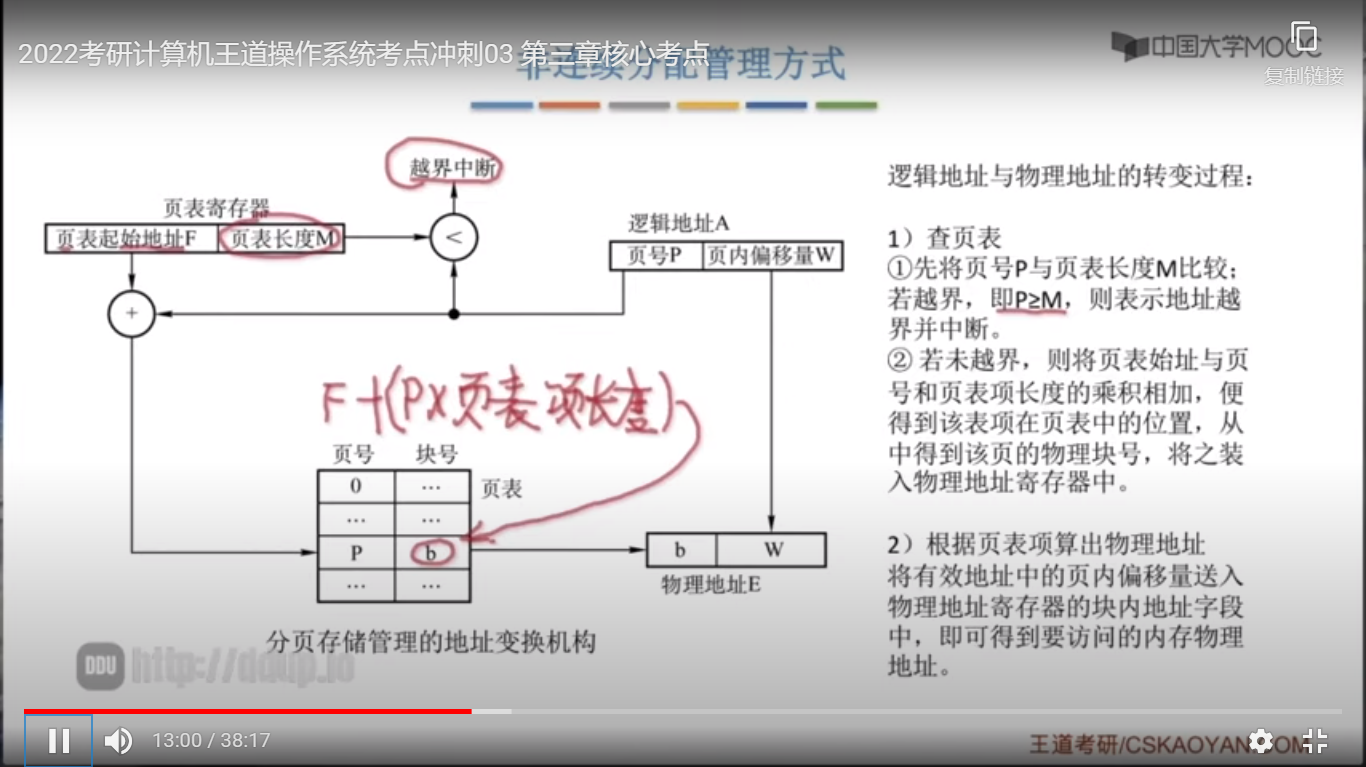 2022考研计算机王道操作系统考点冲刺03 第三章核心考点
非连续分配管理方式
中国大学MOOC
复制链接
越界中断
页表寄存器
页表起始地址F 页表长度M
<
逻辑地址A
页号P 页内偏移量W
+
F+(P×页表项长度)
页号 块号
0 …
页表
… …
P b
… …
b W
物理地址E
分页存储管理的地址变换机构
逻辑地址与物理地址的转变过程：
1）查页表
①先将页号P与页表长度M比较；
若越界，即P≥M，则表示地址越
界并中断。
② 若未越界，则将页表始址与页
号和页表项长度的乘积相加，便
得到该表项在页表中的位置，从
中得到该页的物理块号，将之装
入物理地址寄存器中。
2）根据页表项算出物理地址
将有效地址中的页内偏移量送入
物理地址寄存器的块内地址字段
中，即可得到要访问的内存物理
地址。
DDU http://ddup.io
13:00 / 38:17
王道考研/CSKAOYAN.COM